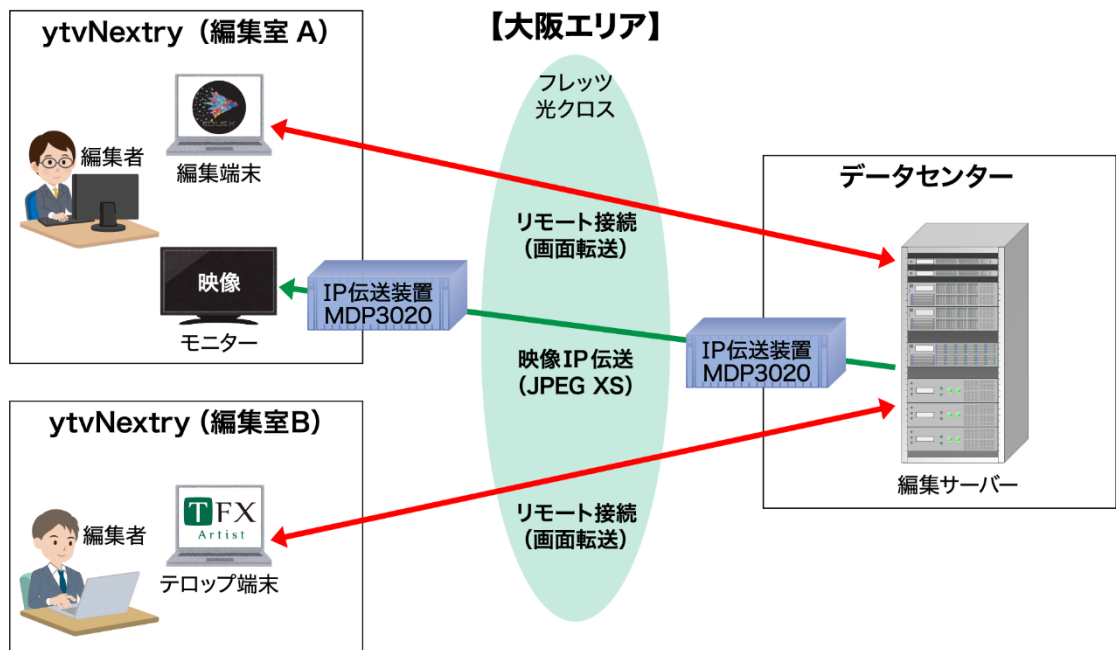 【大阪エリア】
ytvNextry（編集室 A）
編集者
編集端末
映像
モニター
IP伝送装置
MDP3020
フレッツ
光クロス
リモート接続
（画面転送）
映像IP伝送
（JPEG XS）
リモート接続
（画面転送）
IP伝送装置
MDP3020
データセンター
編集サーバー
ytvNextry（編集室B）
編集者
TFX
Artist
テロップ端末